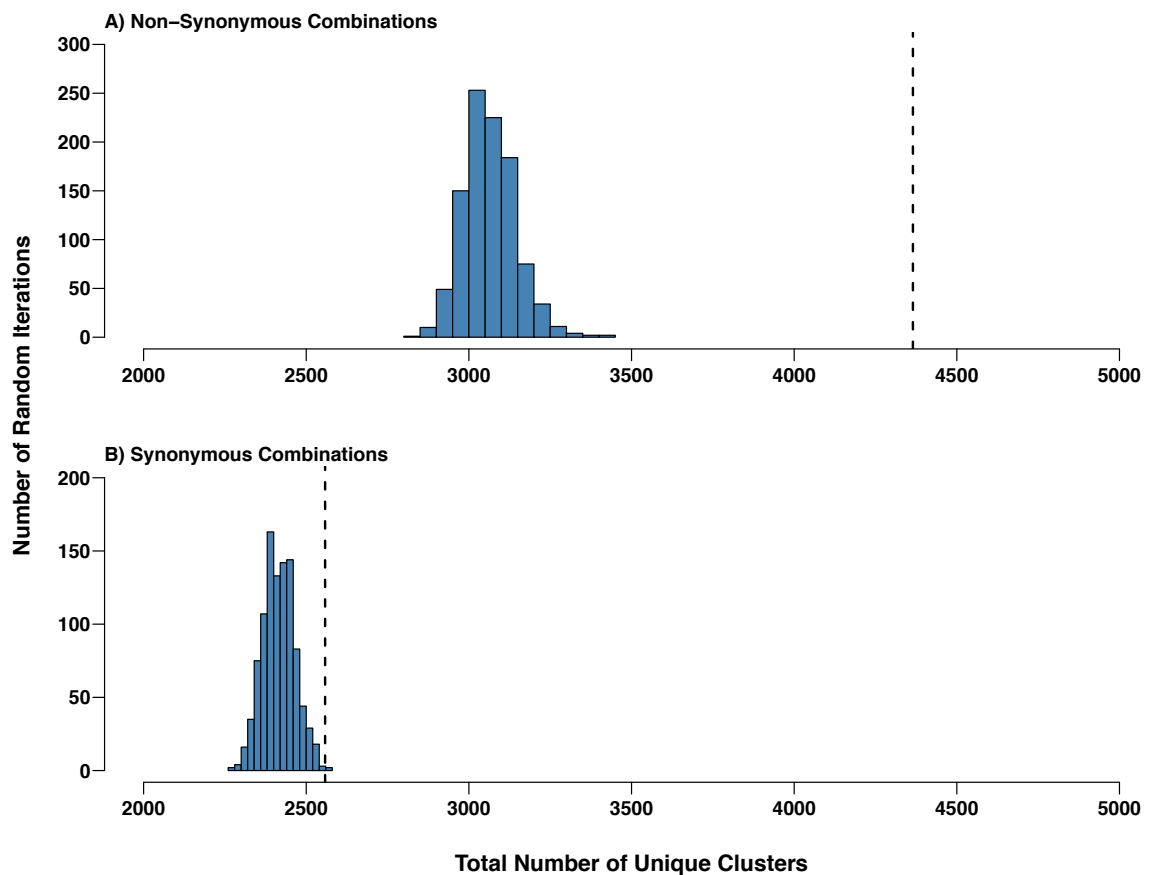 A) Non−Synonymous Combinations
300
250
200
150
100
50
0
2000 2500 3000 3500 4000 4500 5000
Number of Random Iterations
B) Synonymous Combinations
200
150
100
50
0
2000 2500 3000 3500 4000 4500 5000
Total Number of Unique Clusters